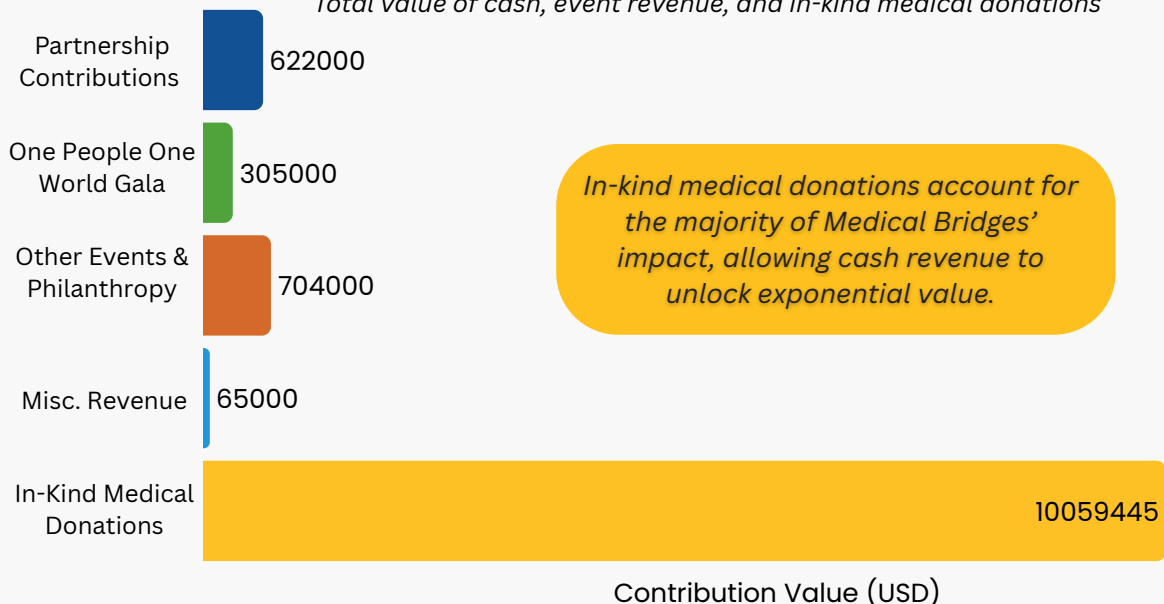 Total value of cash, event revenue, and in-kind medical donations
Partnership
Contributions
622000
One People One
World Gala
305000
In-kind medical donations account for
the majority of Medical Bridges’
impact, allowing cash revenue to
unlock exponential value.
Other Events &
Philanthropy
704000
Misc. Revenue
65000
In-Kind Medical
Donations
10059445
Contribution Value (USD)